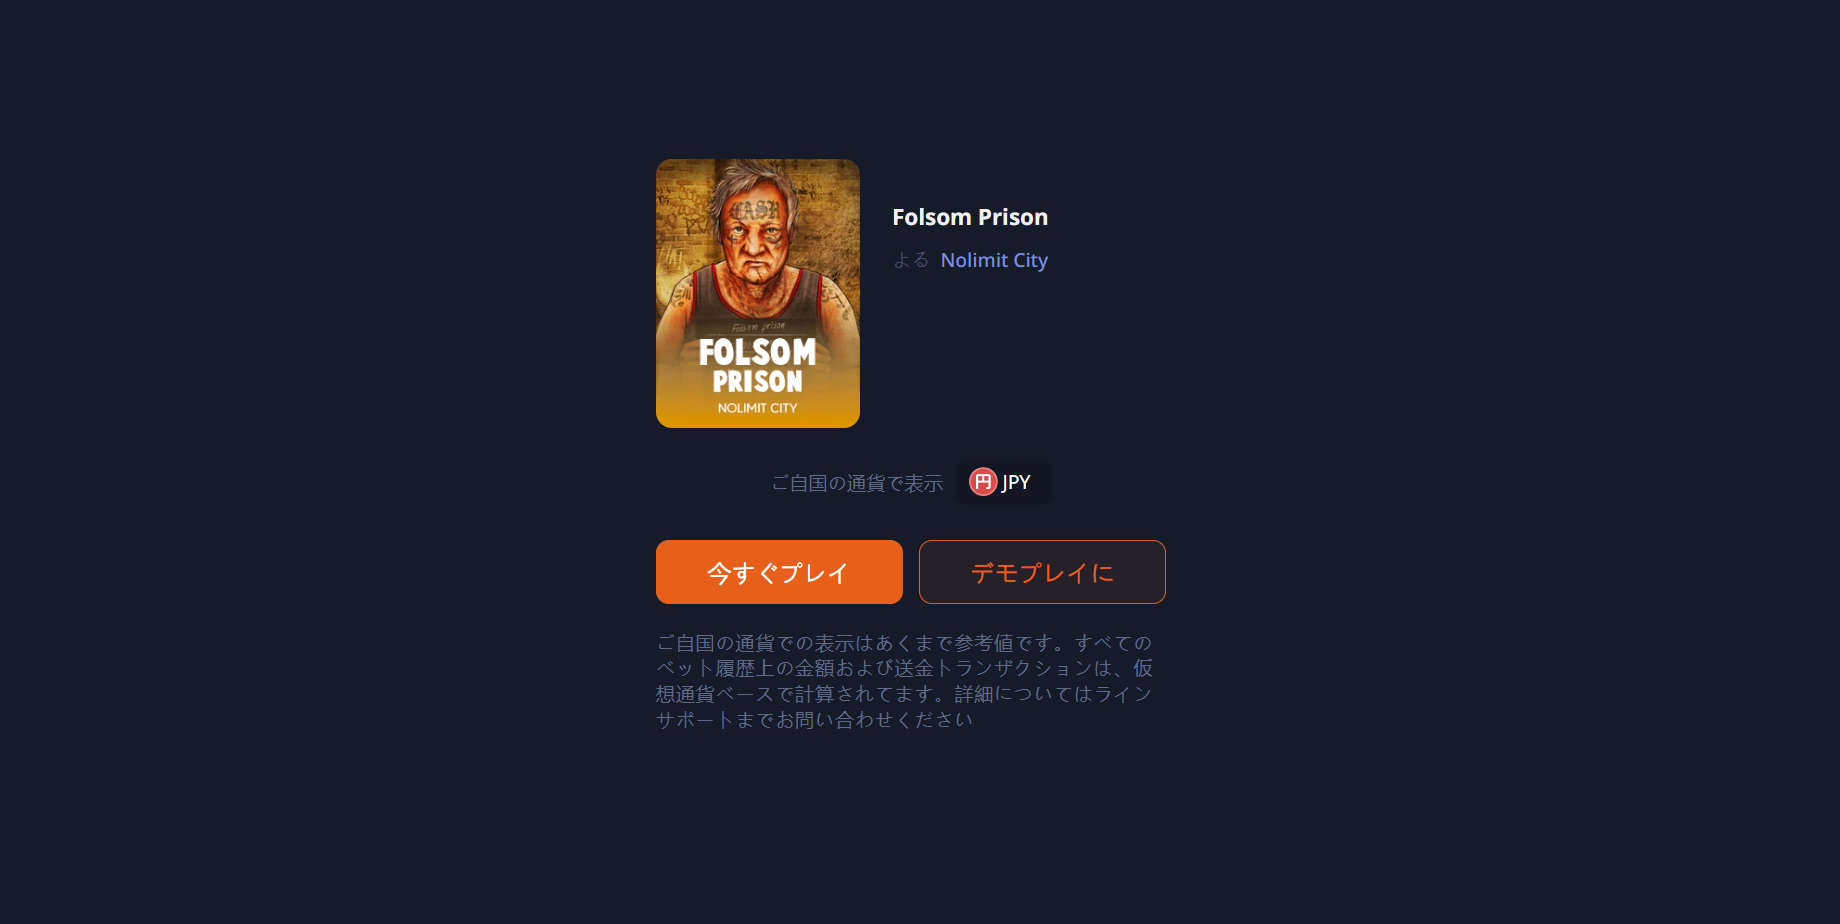 CASH
Folsom prison
FOLSOM
PRISON
NOLIMIT CITY
Folsom Prison
よる Nolimit City
ご自国の通貨で表示 円 JPY
今すぐプレイ デモプレイに
ご自国の通貨での表示はあくまで参考値です。すべての
ベット履歴上の金額および送金トランザクションは、仮
想通貨ベースで計算されてます。詳細についてはライン
サポートまでお問い合わせください